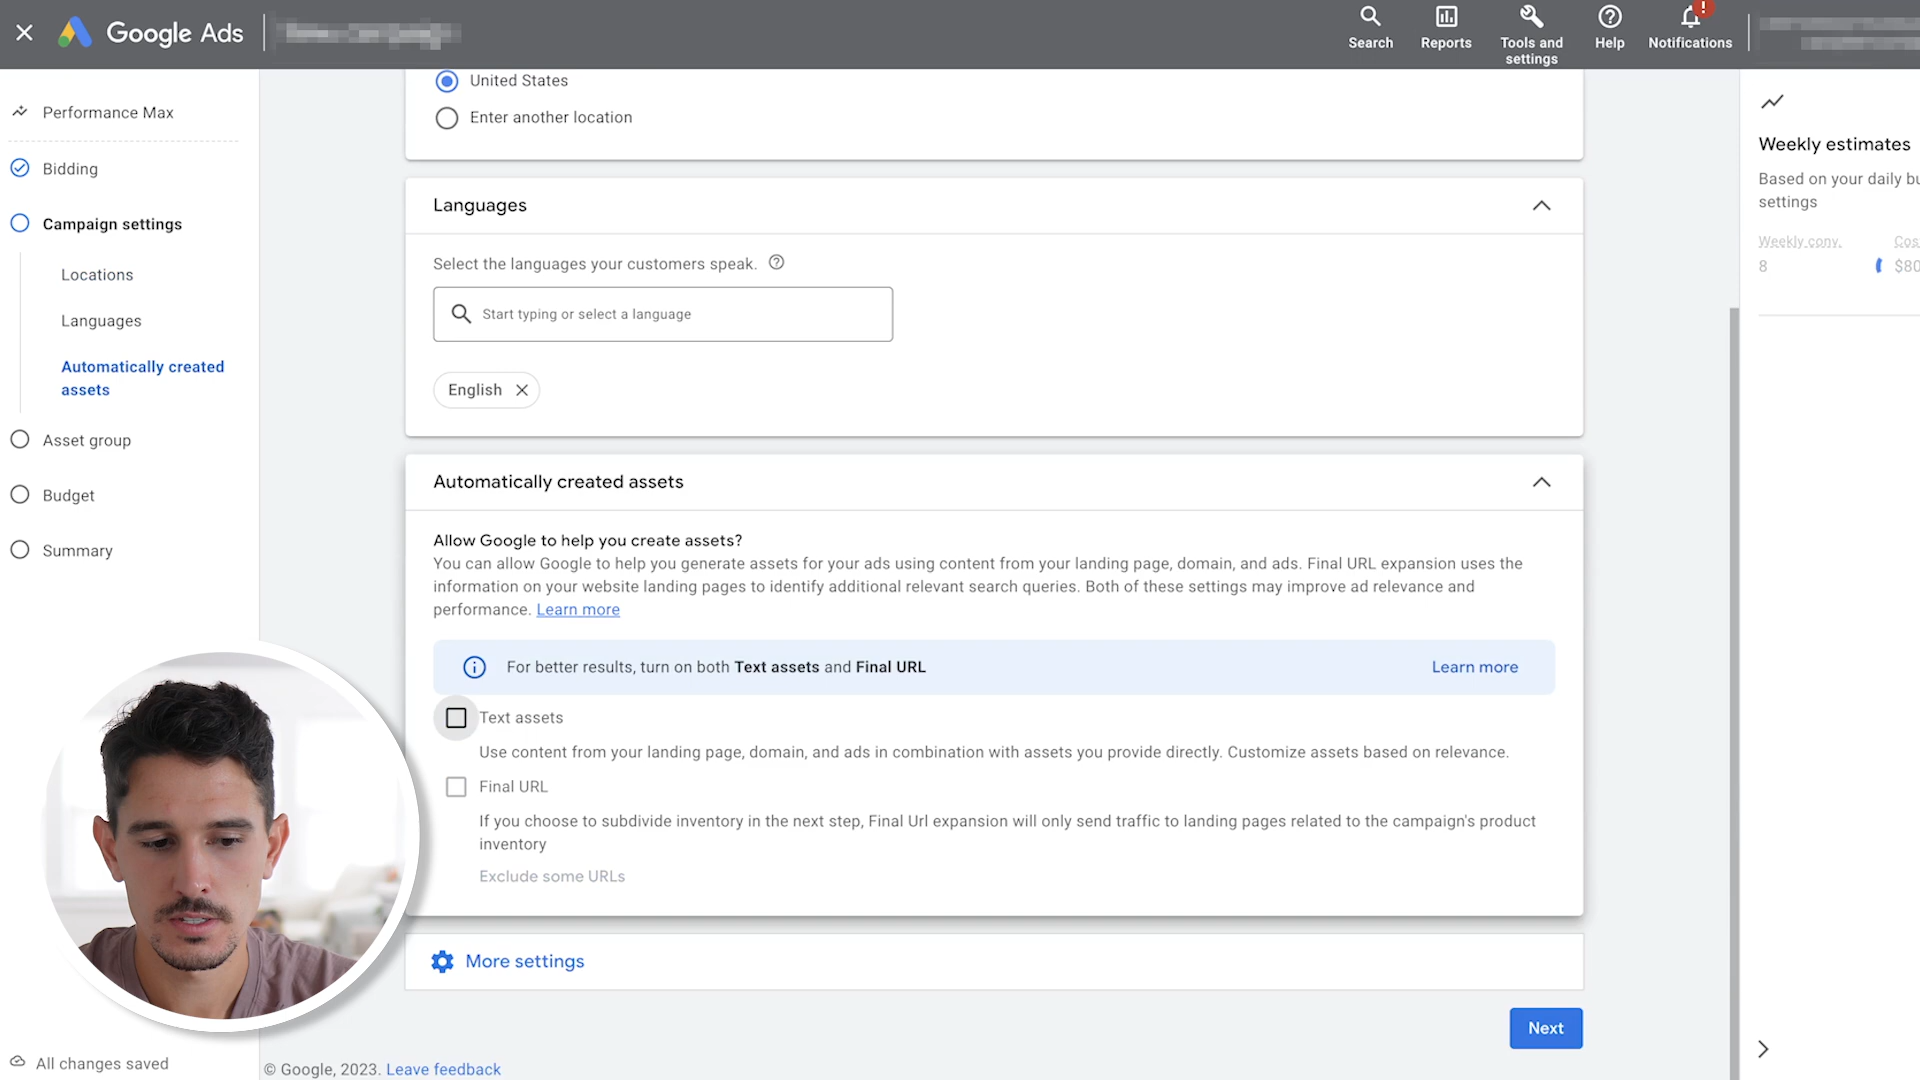 Google Ads
Search
Reports
Tools and
settings
Help
Notifications
Performance Max
Bidding
Campaign settings
Locations
Languages
Automatically created
assets
Asset group
Budget
Summary
All changes saved
United States
Enter another location
Languages
Select the languages your customers speak.
Start typing or select a language
English
Automatically created assets
Allow Google to help you create assets?
You can allow Google to help you generate assets for your ads using content from your landing page, domain, and ads. Final URL expansion uses the
information on your website landing pages to identify additional relevant search queries. Both of these settings may improve ad relevance and
performance. Learn more
For better results, turn on both Text assets and Final URL
Learn more
Text assets
Use content from your landing page, domain, and ads in combination with assets you provide directly. Customize assets based on relevance.
Final URL
If you choose to subdivide inventory in the next step, Final Url expansion will only send traffic to landing pages related to the campaign's product
inventory
Exclude some URLs
More settings
Next
© Google, 2023. Leave feedback
Weekly estimates
Based on your daily bu
settings
Weekly conv.
Cos
8
$80